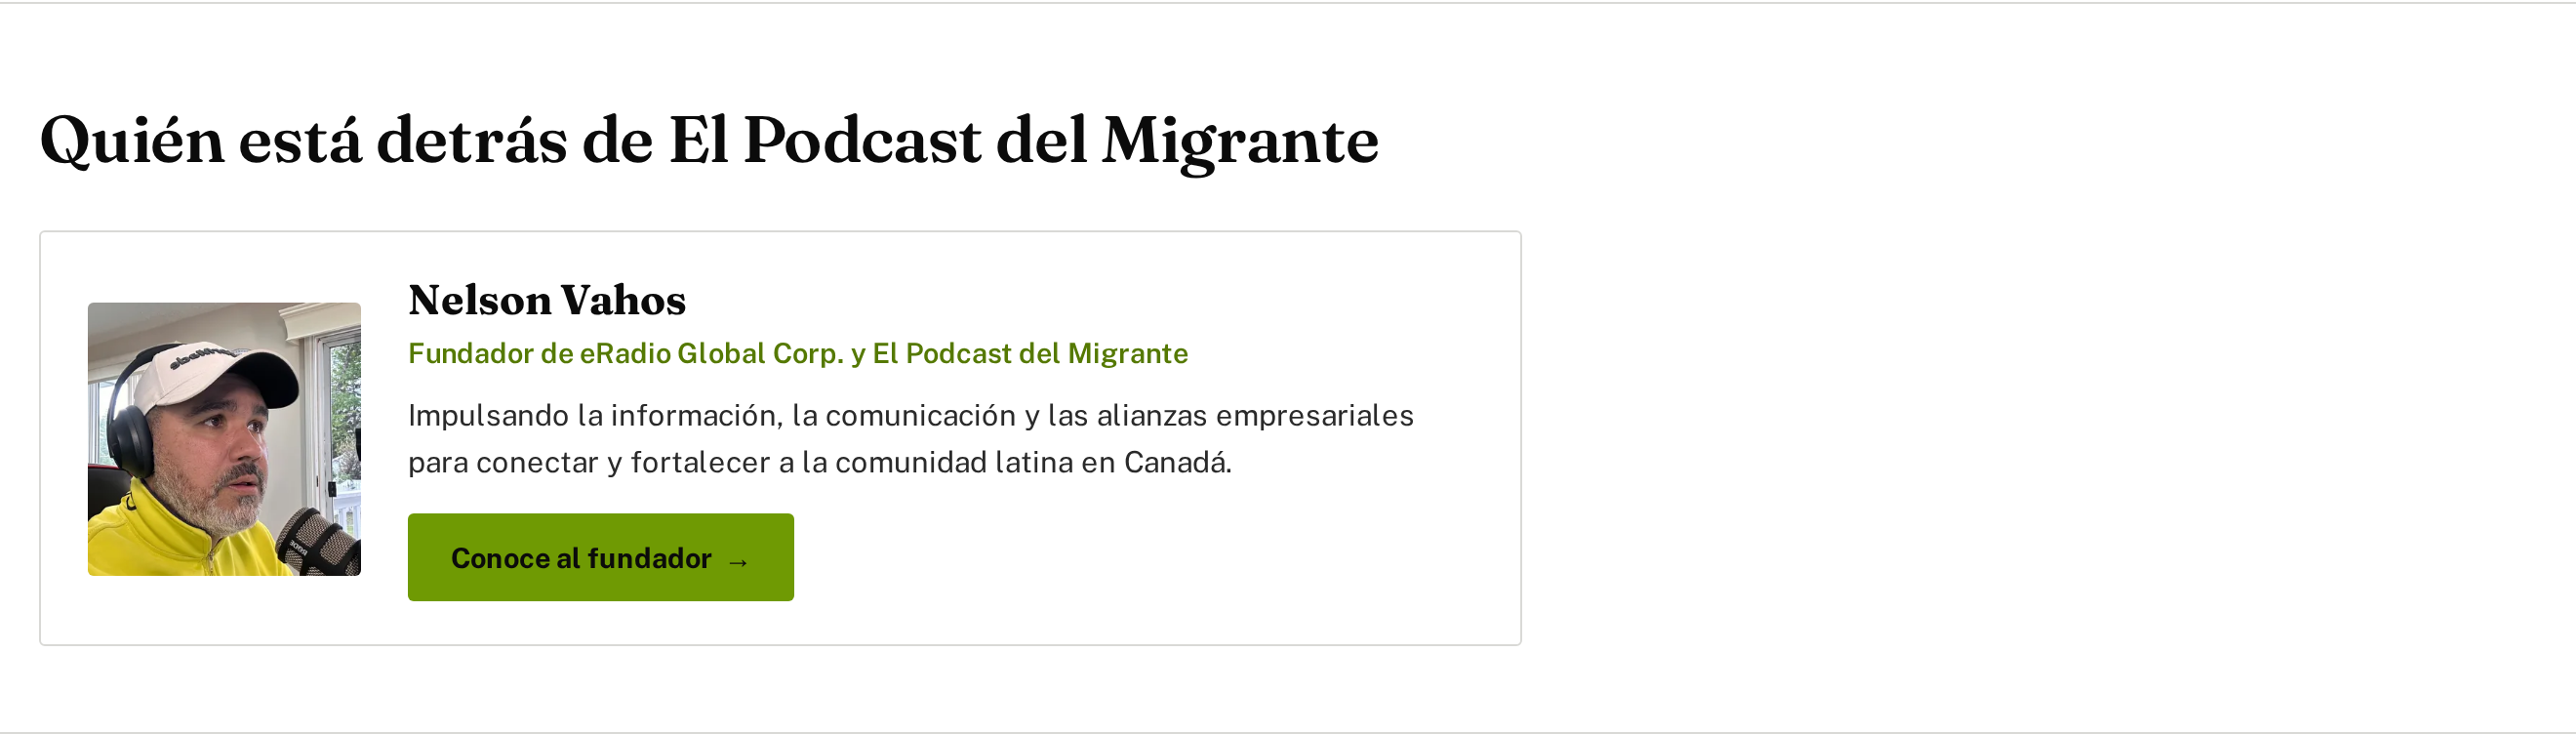 Quién está detrás de El Podcast del Migrante
Nelson Vahos
Fundador de eRadio Global Corp. y El Podcast del Migrante
Impulsando la información, la comunicación y las alianzas empresariales
para conectar y fortalecer a la comunidad latina en Canadá.
Conoce al fundador →